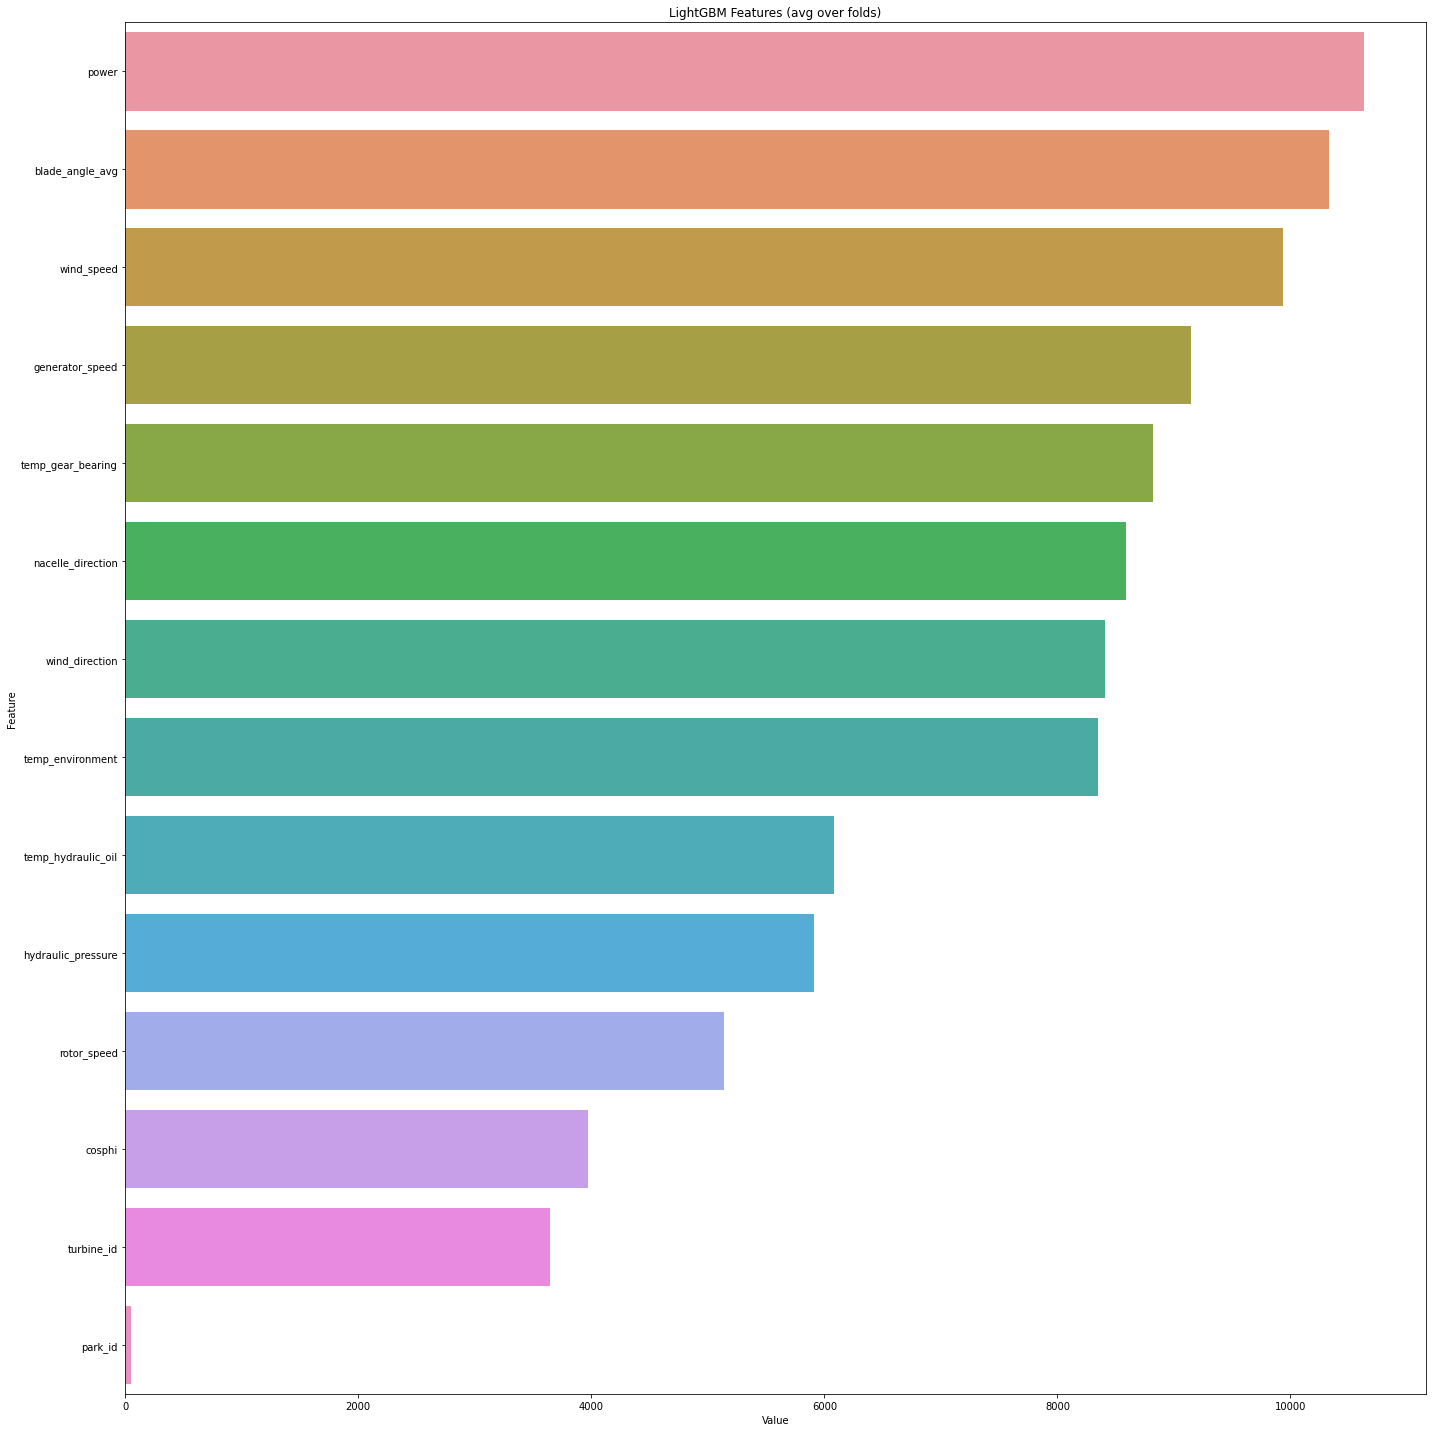 LightGBM Features (avg over folds)
power
blade_angle_avg
wind_speed
generator_speed
temp_gear_bearing
nacelle_direction
wind_direction
temp_environment
temp_hydraulic_oil
hydraulic_pressure
rotor_speed
cosphi
turbine_id
park_id
Feature
0 2000 4000 6000 8000 10000
Value